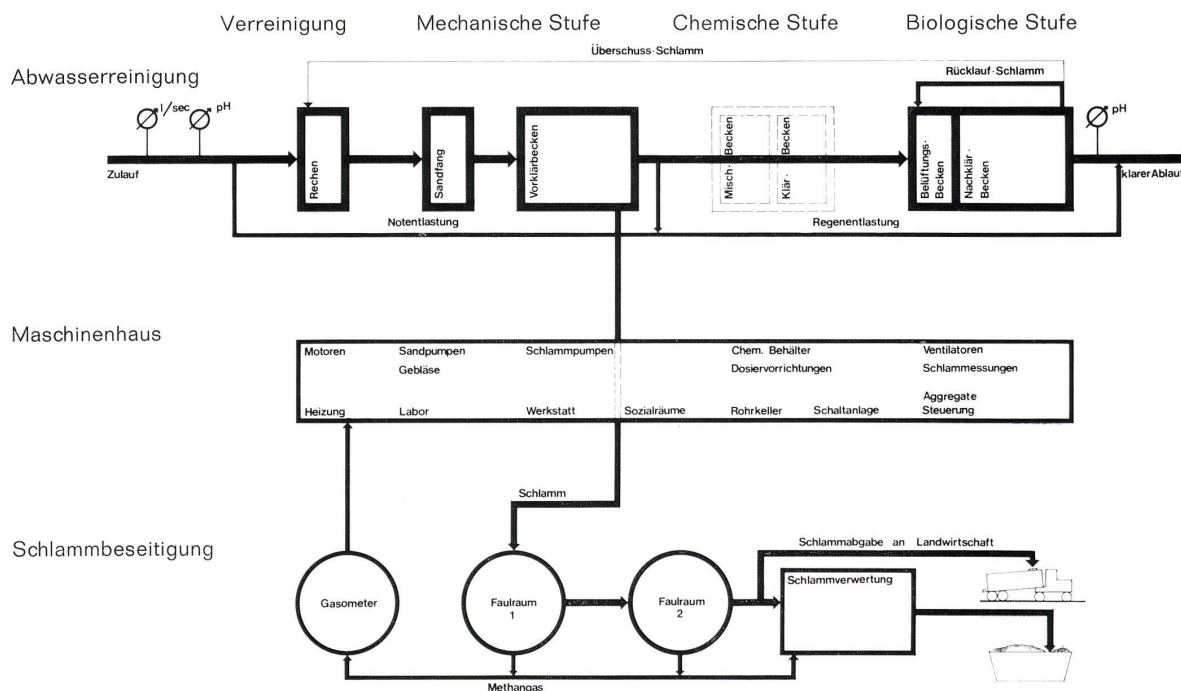 Verreinigung
Mechanische Stufe
Chemische Stufe
Biologische Stufe
Überschuss-Schlamm
Abwasserreinigung
Rücklauf-Schlamm
l/sec
pH
pH
Zulauf
Rechen
Sandfang
Vorklärbecken
Misch-Becken
Klär-Becken
Belüftungs-
Becken
Nachklär-
Becken
klarer Ablauf
Notentlastung
Regenentlastung
Maschinenhaus
Motoren
Sandpumpen
Schlammpumpen
Chem. Behälter
Ventilatoren
Gebläse
Dosiervorrichtungen
Schlammessungen
Aggregate
Heizung
Labor
Werkstatt
Sozialräume
Rohrkeller
Schaltanlage
Steuerung
Schlamm
Schlammbeseitigung
Schlammabgabe an Landwirtschaft
Gasometer
Faulraum
1
Faulraum
2
Schlammverwertung
Methangas